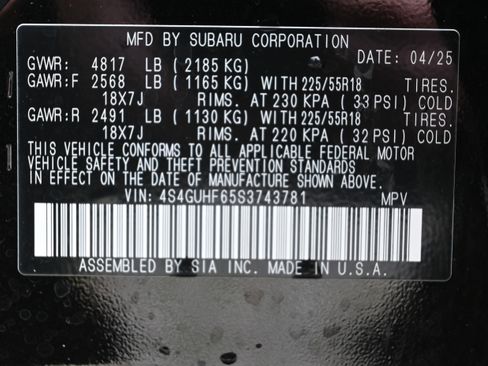 MFD BY SUBARU CORPORATION
GVWR: 4817 LB (2185 KG) DATE: 04/25
GAWR:F 2568 LB (1165 KG) WITH 225/55R18 TIRES.
18X7J RIMS. AT 230 KPA (33 PSI) COLD
GAWR:R 2491 LB (1130 KG) WITH 225/55R18 TIRES.
18X7J RIMS. AT 220 KPA (32 PSI) COLD
THIS VEHICLE CONFORMS TO ALL APPLICABLE FEDERAL MOTOR
VEHICLE SAFETY AND THEFT PREVENTION STANDARDS
IN EFFECT ON THE DATE OF MANUFACTURE SHOWN ABOVE.
VIN: 4S4GUHF65S3743781 MPV
ASSEMBLED BY SIA INC. MADE IN U.S.A.